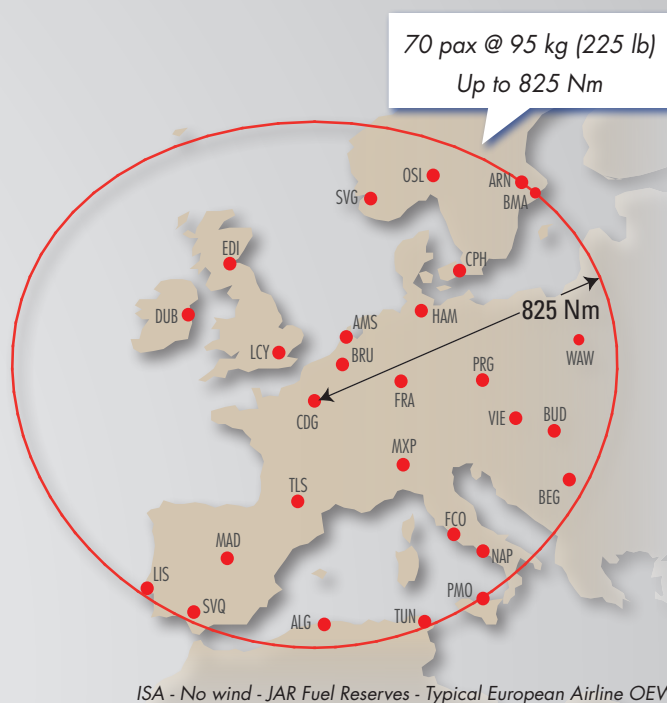 70 pax @ 95 kg (225 lb)
Up to 825 Nm
OSL
ARN
SVG
BMA
EDI
CPH
DUB
HAM
825 Nm
AMS
LCY
BRU
WAW
PRG
FRA
CDG
VIE
BUD
MXP
TLS
BEG
FCO
MAD
NAP
LIS
PMO
SVQ
ALG
TUN
ISA - No wind - JAR Fuel Reserves - Typical European Airline OEW